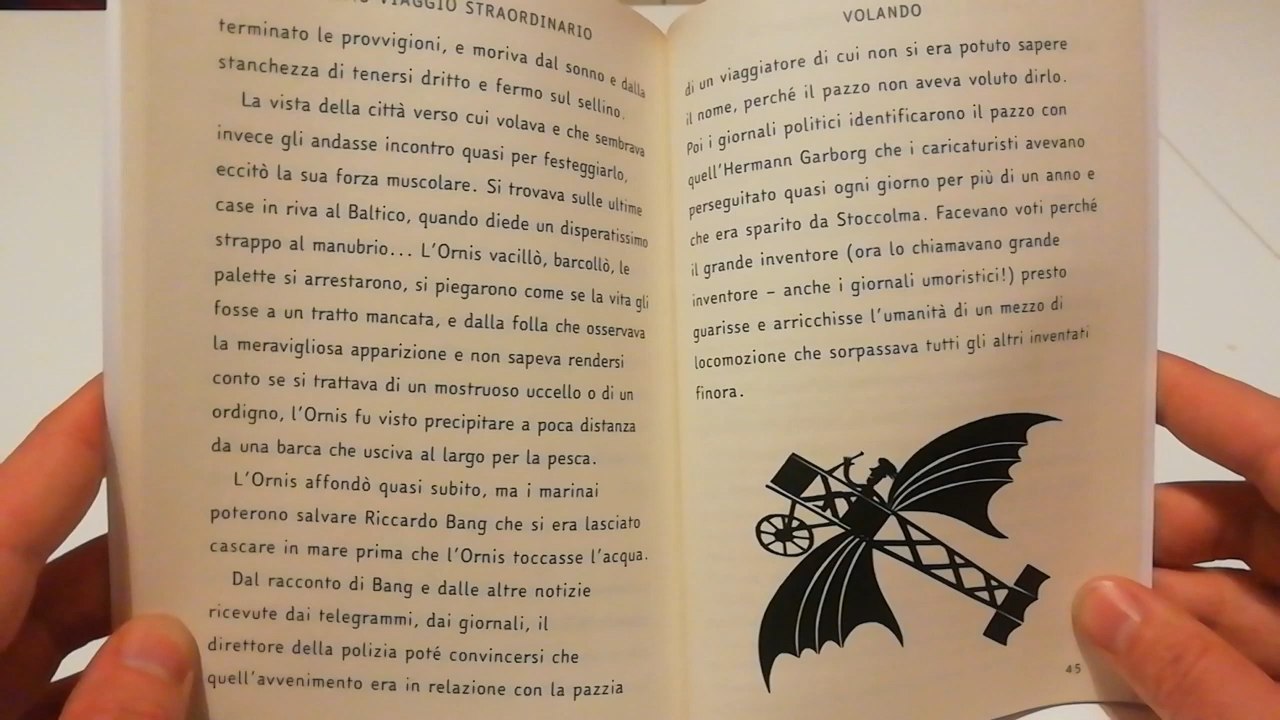 VIAGGIO STRAORDINARIO
terminato le provvigioni, e moriva dal sonno e dalla
stanchezza di tenersi dritto e fermo sul sellino.
La vista della città verso cui volava e che sembrava
invece gli andasse incontro quasi per festeggiarlo,
eccitò la sua forza muscolare. Si trovava sulle ultime
case in riva al Baltico, quando diede un disperatissimo
strappo al manubrio... L'Ornis vacillò, barcollò, le
palette si arrestarono, si piegarono come se la vita gli
fosse a un tratto mancata, e dalla folla che osservava
la meravigliosa apparizione e non sapeva rendersi
conto se si trattava di un mostruoso uccello o di un
ordigno, l'Ornis fu visto precipitare a poca distanza
da una barca che usciva al largo per la pesca.
L'Ornis affondò quasi subito, ma i marinai
poterono salvare Riccardo Bang che si era lasciato
cascare in mare prima che l'Ornis toccasse l'acqua.
Dal racconto di Bang e dalle altre notizie
ricevute dai telegrammi, dai giornali, il
direttore della polizia poté convincersi che
quell'avvenimento era in relazione con la pazzia
VOLANDO
di un viaggiatore di cui non si era potuto sapere
il nome, perché il pazzo non aveva voluto dirlo.
Poi i giornali politici identificarono il pazzo con
quell'Hermann Garborg che i caricaturisti avevano
perseguitato quasi ogni giorno per più di un anno e
che era sparito da Stoccolma. Facevano voti perché
il grande inventore (ora lo chiamavano grande
inventore – anche i giornali umoristici!) presto
guarisse e arricchisse l'umanità di un mezzo di
locomozione che sorpassava tutti gli altri inventati
finora.
45